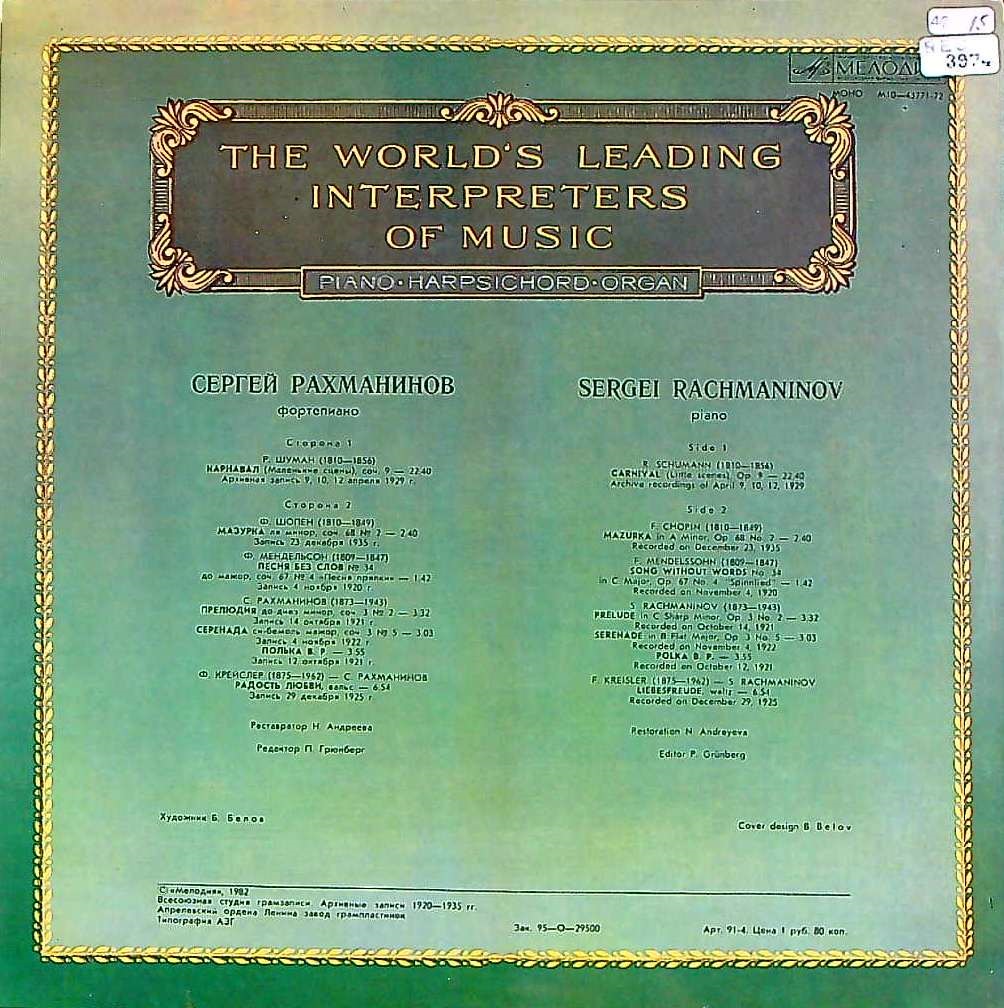 15
397
МЕЛОДИ
МОНО М10—43771-72
THE WORLD'S LEADING
INTERPRETERS
OF MUSIC
PIANO·HARPSICHORD·ORGAN
СЕРГЕЙ РАХМАНИНОВ
фортепиано
Сторона 1
Р. ШУМАН (1810—1856)
КАРНАВАЛ (Маленькие сцены), соч. 9 — 22.40
Архивная запись 9, 10, 12 апреля 1929 г.
Сторона 2
Ф. ШОПЕН (1810—1849)
МАЗУРКА ля минор, соч. 68 № 2 — 2.40
Запись 23 декабря 1935 г.
Ф. МЕНДЕЛЬСОН (1809—1847)
ПЕСНЯ БЕЗ СЛОВ № 34
до мажор, соч. 67 № 4 «Песня прялки» — 1.42
Запись 4 ноября 1920 г.
С. РАХМАНИНОВ (1873—1943)
ПРЕЛЮДИЯ до-диез минор, соч. 3 № 2 — 3.32
Запись 14 октября 1921 г.
СЕРЕНАДА си-бемоль мажор, соч. 3 № 5 — 3.03
Запись 4 ноября 1922 г.
ПОЛЬКА В. Р. — 3.55
Запись 12 октября 1921 г.
Ф. КРЕЙСЛЕР (1875—1962) — С. РАХМАНИНОВ
РАДОСТЬ ЛЮБВИ, вальс — 6.54
Запись 29 декабря 1925 г.
Реставратор Н. Андреева
Редактор П. Грюнберг
SERGEI RACHMANINOV
piano
Side 1
R. SCHUMANN (1810—1856)
CARNIVAL (Little scenes), Op. 9 — 22.40
Archive recordings of April 9, 10, 12, 1929
Side 2
F. CHOPIN (1810—1849)
MAZURKA in A Minor, Op. 68 No. 2 — 2.40
Recorded on December 23, 1935
F. MENDELSSOHN (1809—1847)
SONG WITHOUT WORDS No. 34
in C Major, Op. 67 No. 4 "Spinnlied" — 1.42
Recorded on November 4, 1920
S. RACHMANINOV (1873—1943)
PRELUDE in C Sharp Minor, Op. 3 No. 2 — 3.32
Recorded on October 14, 1921
SERENADE in B Flat Major, Op. 3 No. 5 — 3.03
Recorded on November 4, 1922
POLKA B. P. — 3.55
Recorded on October 12, 1921
F. KREISLER (1875—1962) — S. RACHMANINOV
LIEBESFREUDE, waltz — 6.54
Recorded on December 29, 1925
Restoration N. Andreyeva
Editor P. Grünberg
Художник Б. Белов
Cover design B. Belov
С «Мелодия», 1982
Всесоюзная студия грамзаписи. Архивные записи 1920—1935 гг.
Апрелевский ордена Ленина завод грампластинок
Типография АЗГ
Зак. 95—О—29500
Арт. 91-4. Цена 1 руб. 80 коп.